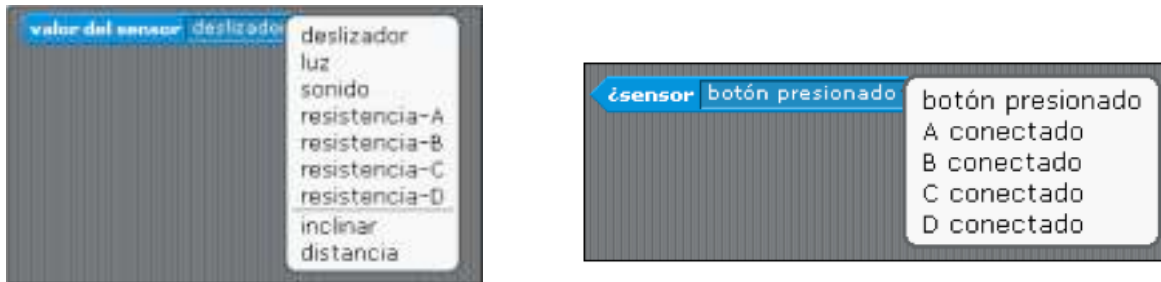 valor del sensor deslizador
deslizador
luz
sonido
resistencia-A
resistencia-B
resistencia-C
resistencia-D
inclinar
distancia
¿sensor botón presionado
botón presionado
A conectado
B conectado
C conectado
D conectado